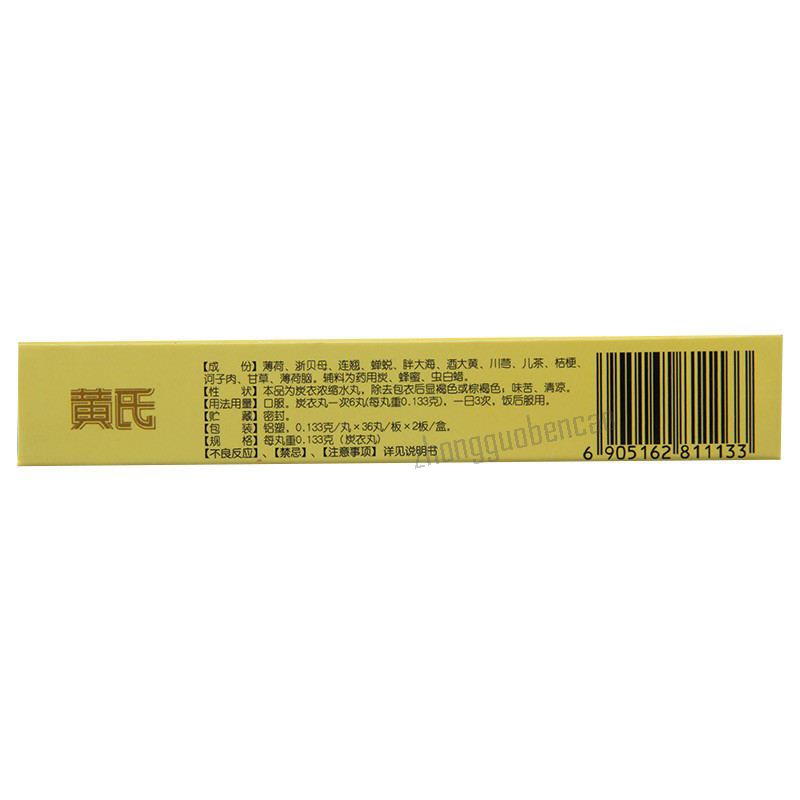 黄氏
【成　份】薄荷、浙贝母、连翘、蝉蜕、胖大海、酒大黄、川芎、儿茶、桔梗、
诃子肉、甘草、薄荷脑。辅料为药用炭、蜂蜜、虫白蜡。
【性　状】本品为炭衣浓缩水丸，除去包衣后显褐色或棕褐色；味苦、清凉。
【用法用量】口服。炭衣丸一次6丸(每丸重0.133克)，一日3次，饭后服用。
【贮　藏】密封。
【包　装】铝塑，0.133克/丸×36丸/板×2板/盒。
【规　格】每丸重0.133克（炭衣丸）
【不良反应】、【禁忌】、【注意事项】详见说明书
zhongguobencao
6 905162 811133